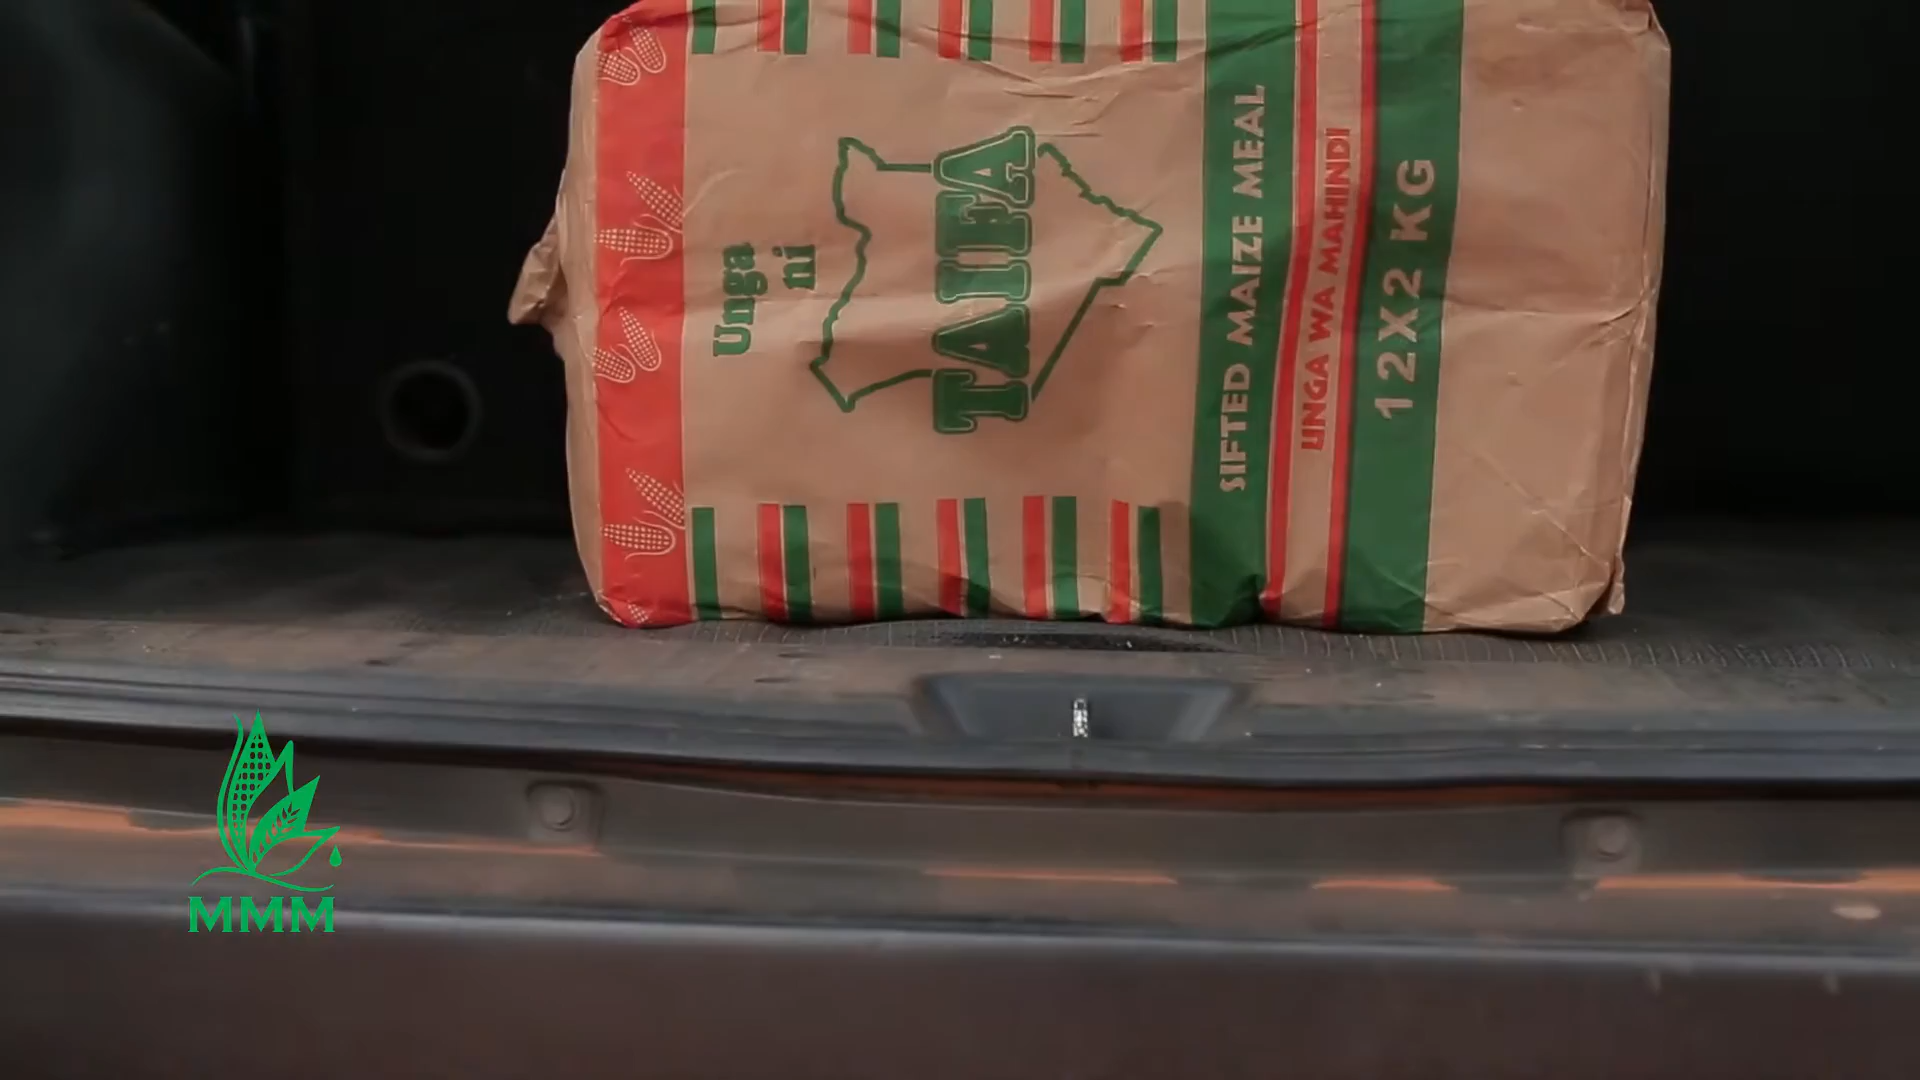 Unga
ni
TAIFA
SIFTED MAIZE MEAL
UNGA WA MAHINDI
12X2 KG
MMM